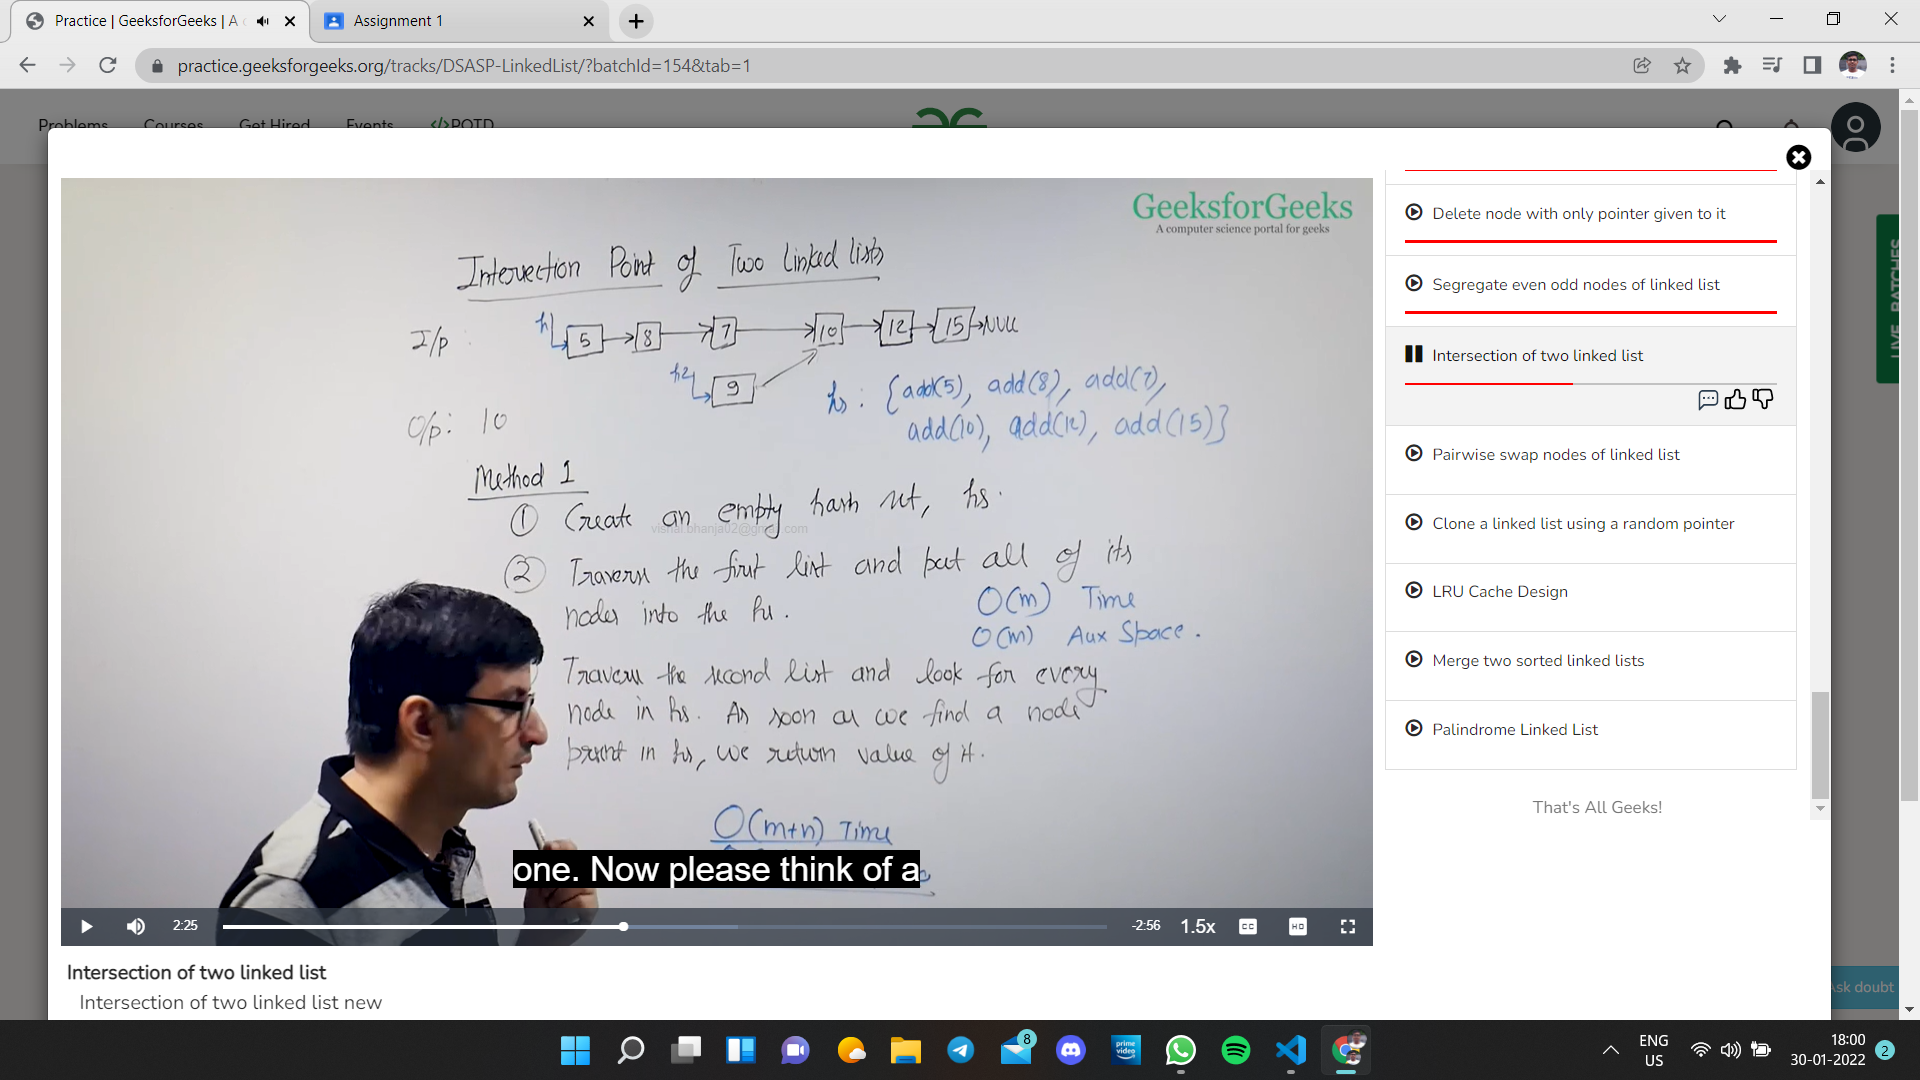 Practice | GeeksforGeeks | A
Assignment 1
practice.geeksforgeeks.org/tracks/DSASP-LinkedList/?batchId=154&tab=1
Problems Courses Get Hired Events </>POTD
GeeksforGeeks
A computer science portal for geeks
Intersection Point of Two linked lists
I/p :
h
5 8 7 10 12 15 NULL
h2
9
hs : {add(5), add(8), add(7),
add(10), add(12), add(15)}
O/p: 10
Method 1
① Create an empty hash set, hs.
vishal.bhanja02@gmail.com
② Traverse the first list and put all of its
nodes into the hs.
O(m) Time
O(m) Aux Space.
Traverse the second list and look for every
node in hs. As soon as we find a node
present in hs, we return value of it.
O(m+n) Time
one. Now please think of a
2:25
-2:56
1.5x
CC
HD
Delete node with only pointer given to it
Segregate even odd nodes of linked list
Intersection of two linked list
Pairwise swap nodes of linked list
Clone a linked list using a random pointer
LRU Cache Design
Merge two sorted linked lists
Palindrome Linked List
That's All Geeks!
LIVE BATCHES
Ask doubt
Intersection of two linked list
Intersection of two linked list new
8
prime video
ENG
US
18:00
30-01-2022
2